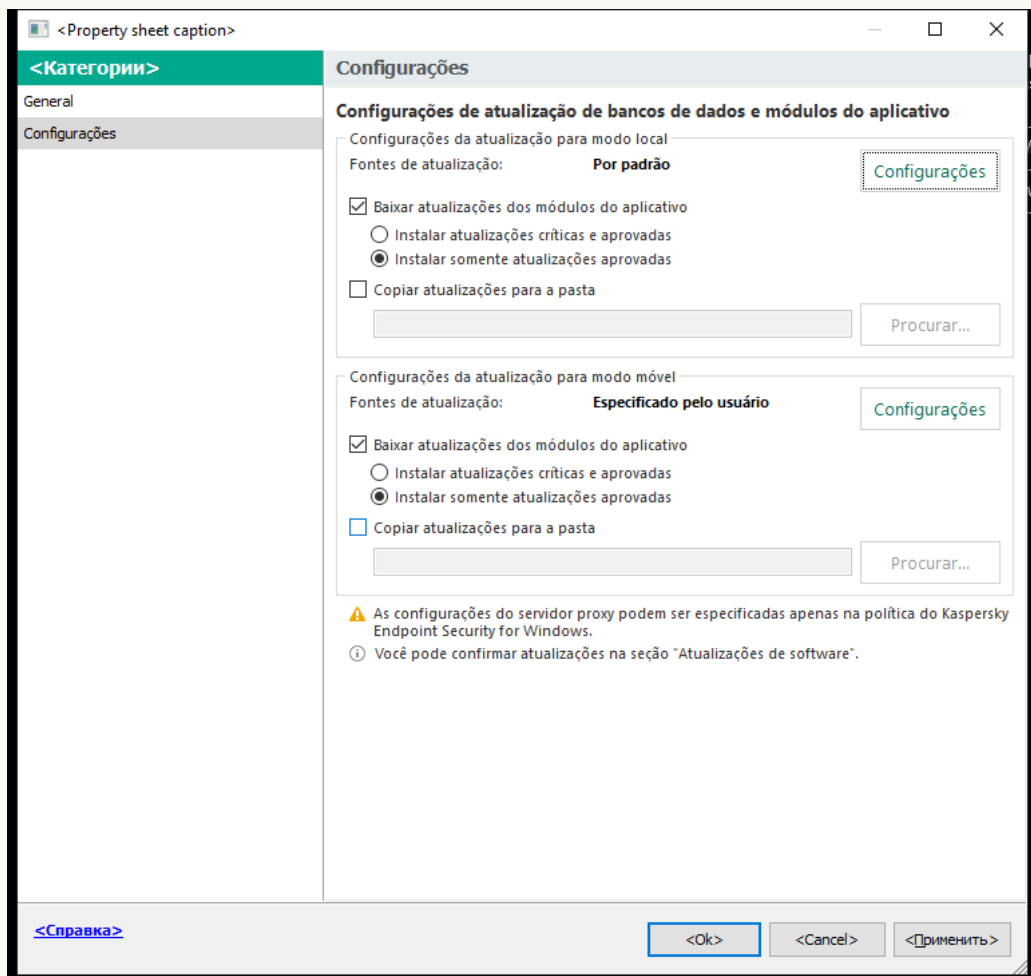 <Property sheet caption>
<Категории>
General
Configurações
Configurações
Configurações de atualização de bancos de dados e módulos do aplicativo
Configurações da atualização para modo local
Fontes de atualização: Por padrão Configurações
Baixar atualizações dos módulos do aplicativo
Instalar atualizações críticas e aprovadas
Instalar somente atualizações aprovadas
Copiar atualizações para a pasta
Procurar...
Configurações da atualização para modo móvel
Fontes de atualização: Especificado pelo usuário Configurações
Baixar atualizações dos módulos do aplicativo
Instalar atualizações críticas e aprovadas
Instalar somente atualizações aprovadas
Copiar atualizações para a pasta
Procurar...
As configurações do servidor proxy podem ser especificadas apenas na política do Kaspersky
Endpoint Security for Windows.
Você pode confirmar atualizações na seção "Atualizações de software".
<Справка>
<Ok> <Cancel> <Применить>